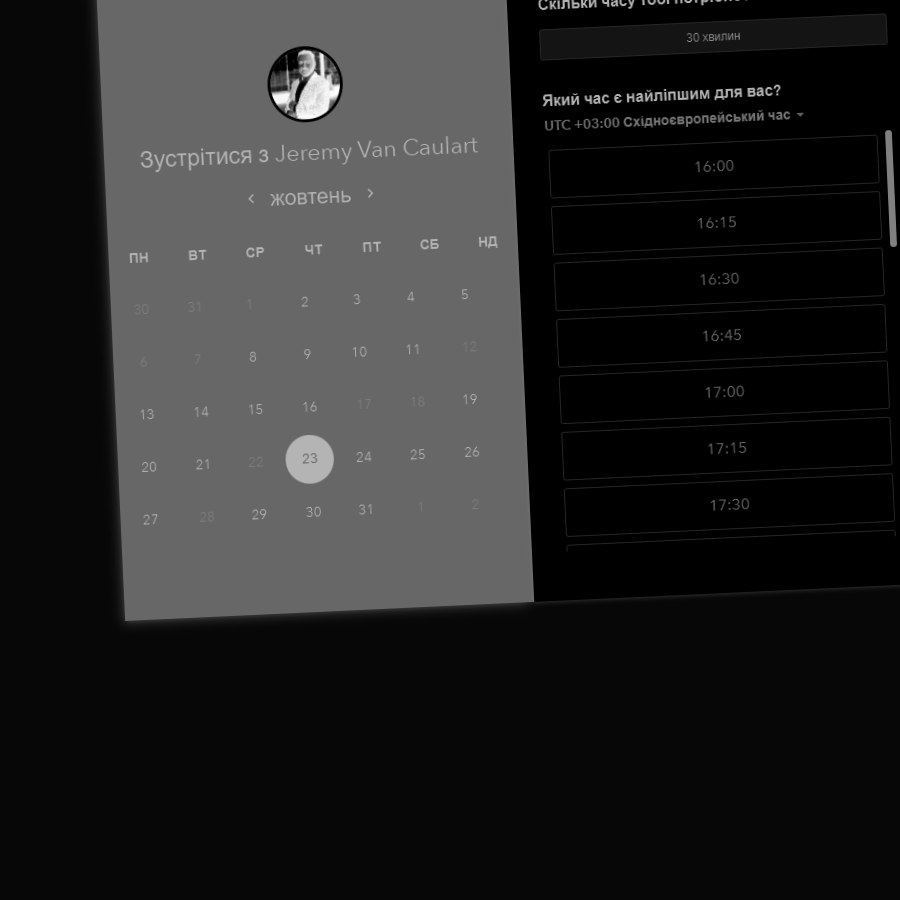 Зустрітися з Jeremy Van Caulart
‹ жовтень ›
ПН ВТ СР ЧТ ПТ СБ НД
30 31 1 2 3 4 5
6 7 8 9 10 11 12
13 14 15 16 17 18 19
20 21 22 23 24 25 26
27 28 29 30 31 1 2
Скільки часу тобі
30 хвилин
Який час є найліпшим для вас?
UTC +03:00 Східноєвропейський час
16:00
16:15
16:30
16:45
17:00
17:15
17:30